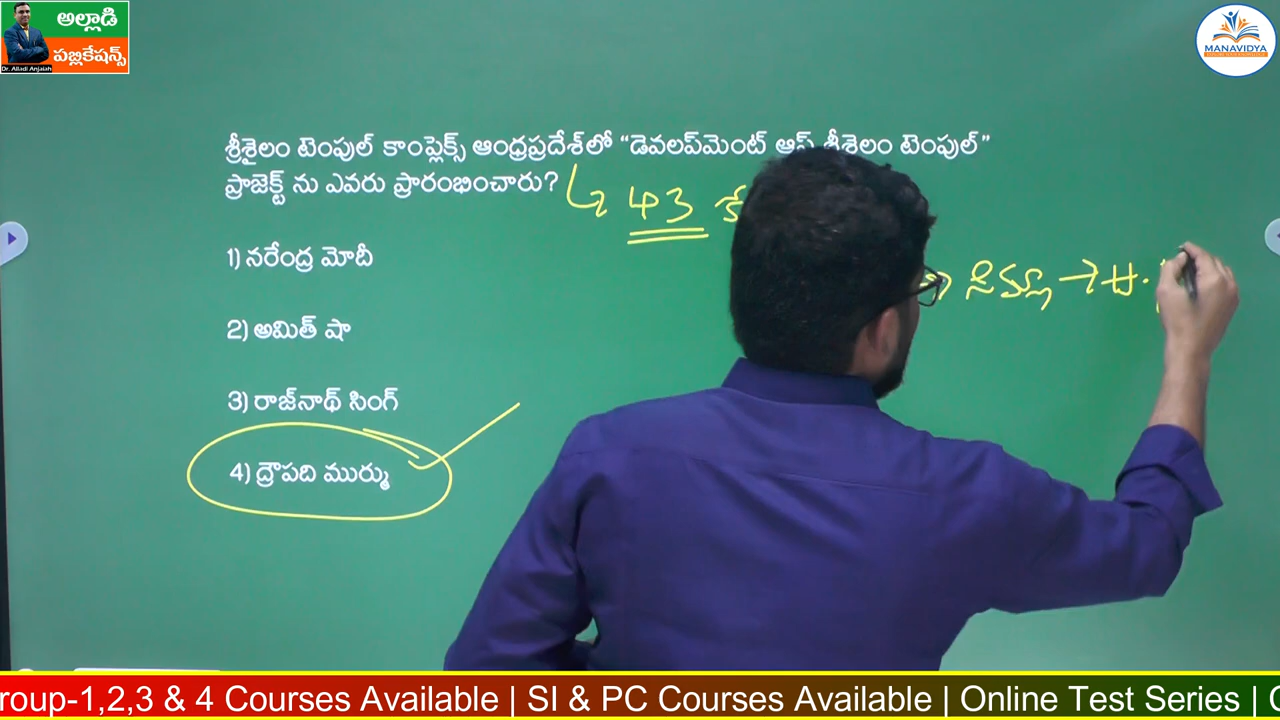 అల్లాడి
పబ్లికేషన్స్
Dr. Alladi Anjaiah
MANAVIDYA
శ్రీశైలం టెంపుల్ కాంప్లెక్స్ ఆంధ్రప్రదేశ్‌లో “డెవలప్‌మెంట్ ఆఫ్ శ్రీశైలం టెంపుల్”
ప్రాజెక్ట్ ను ఎవరు ప్రారంభించారు?
43
సిమ్లా → H.
1) నరేంద్ర మోదీ
2) అమిత్ షా
3) రాజ్‌నాథ్ సింగ్
4) ద్రౌపది ముర్ము
roup-1,2,3 & 4 Courses Available | SI & PC Courses Available | Online Test Series |